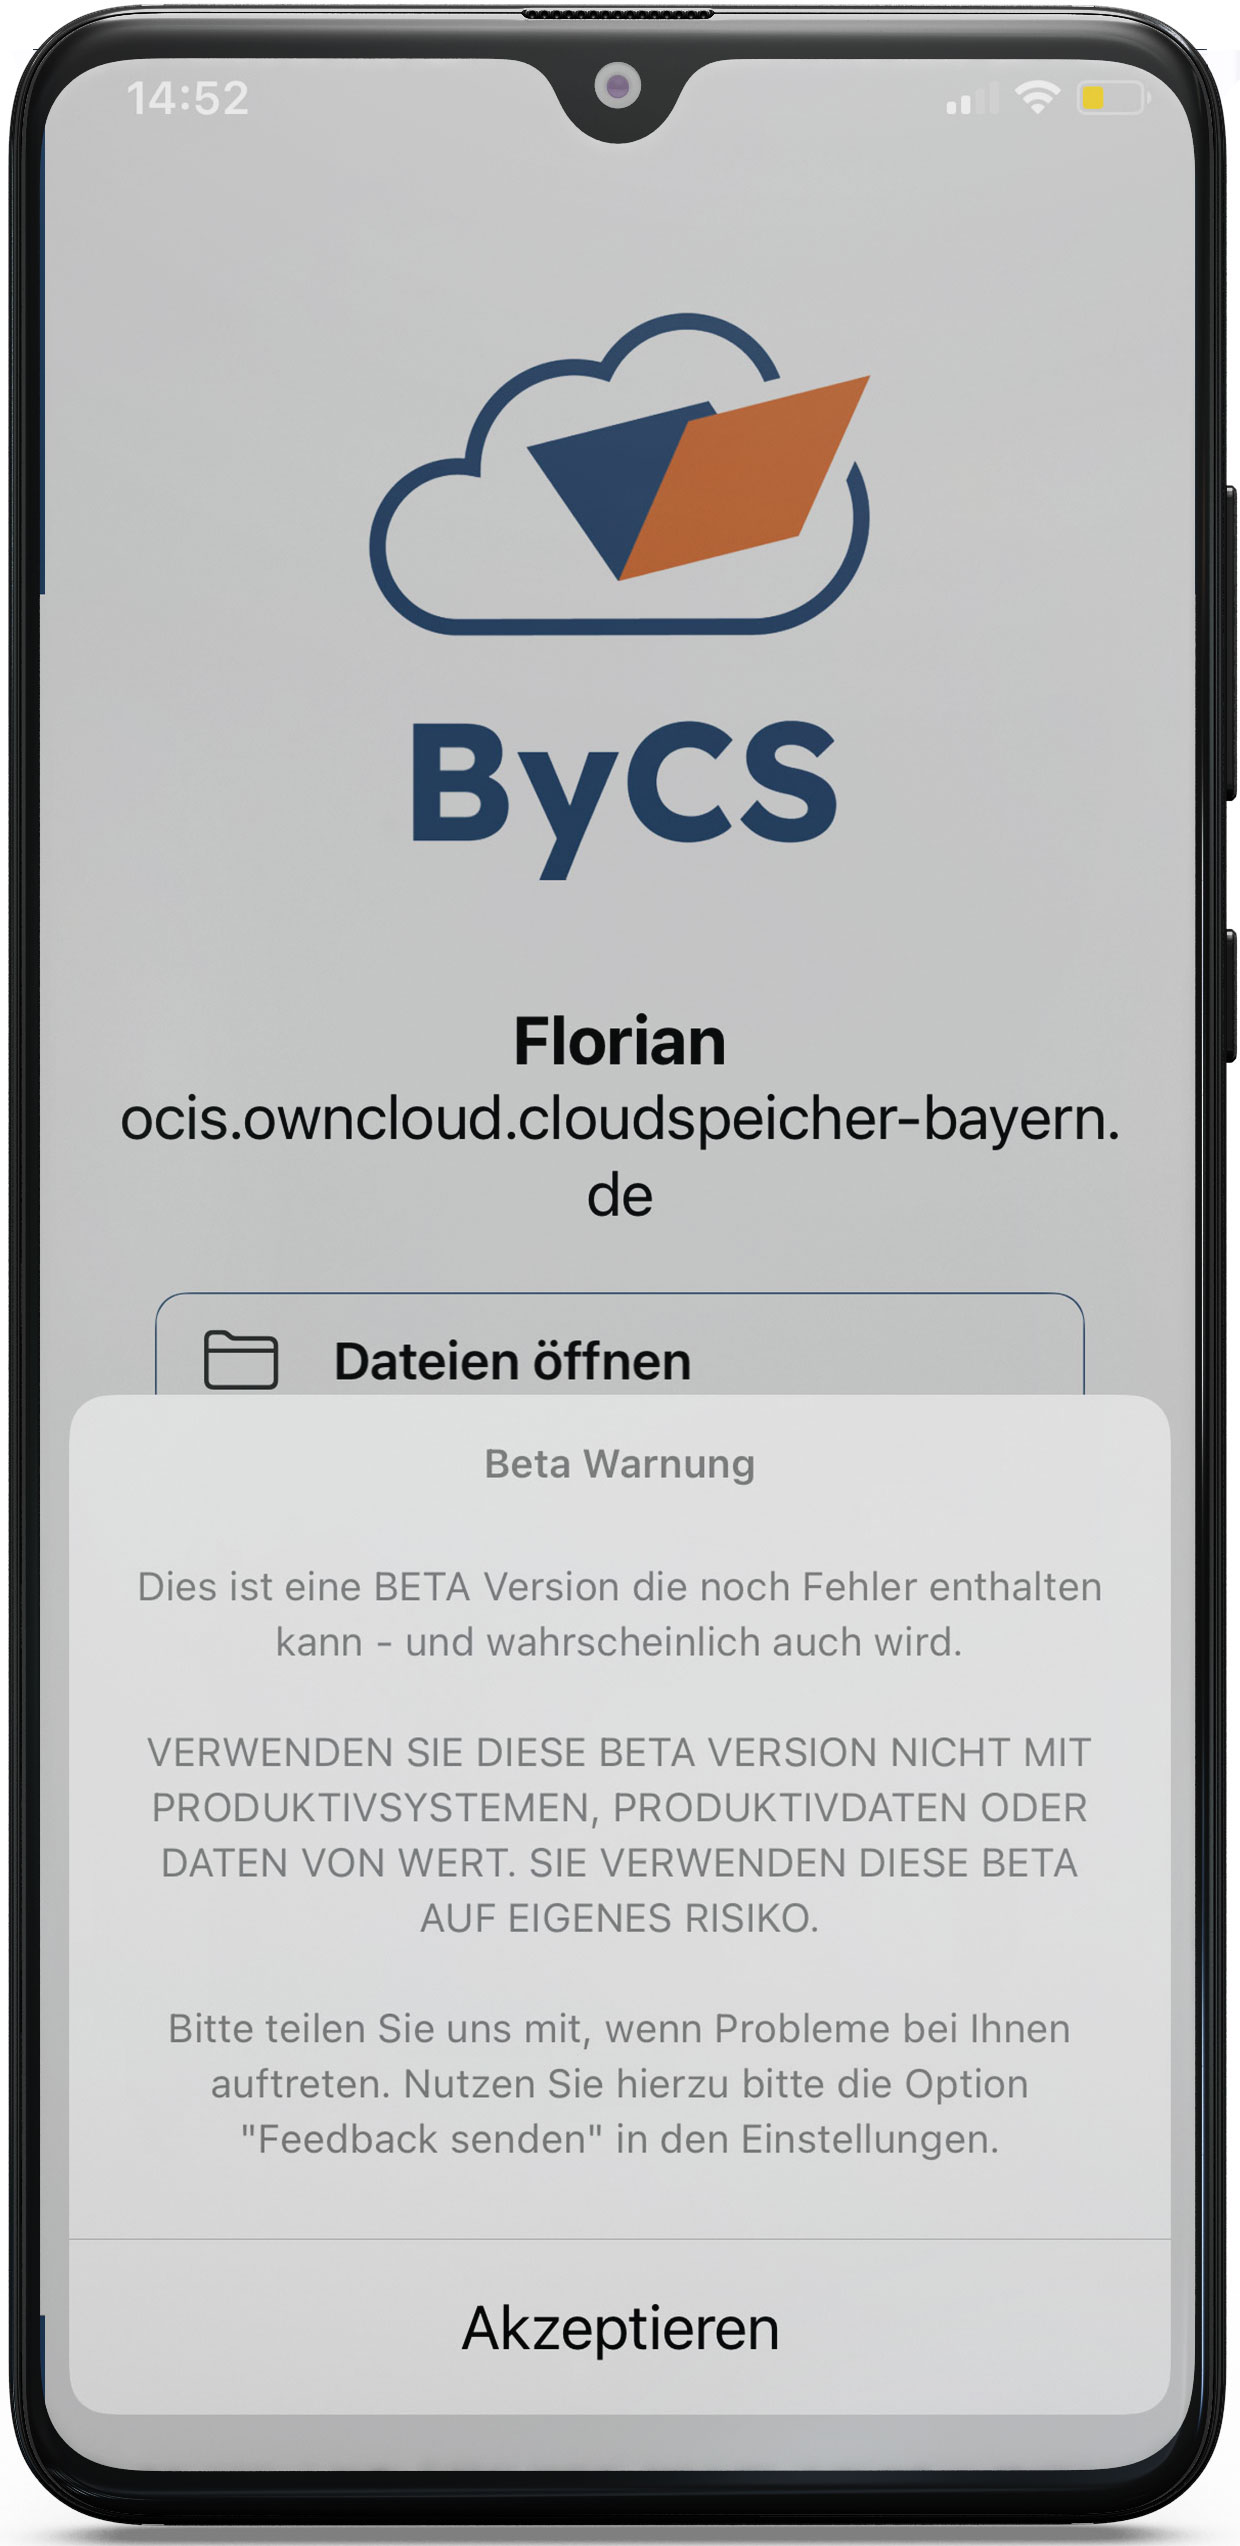 14:52
ByCS
Florian
ocis.owncloud.cloudspeicher-bayern.
de
Dateien öffnen
Beta Warnung
Dies ist eine BETA Version die noch Fehler enthalten
kann - und wahrscheinlich auch wird.
VERWENDEN SIE DIESE BETA VERSION NICHT MIT
PRODUKTIVSYSTEMEN, PRODUKTIVDATEN ODER
DATEN VON WERT. SIE VERWENDEN DIESE BETA
AUF EIGENES RISIKO.
Bitte teilen Sie uns mit, wenn Probleme bei Ihnen
auftreten. Nutzen Sie hierzu bitte die Option
"Feedback senden" in den Einstellungen.
Akzeptieren